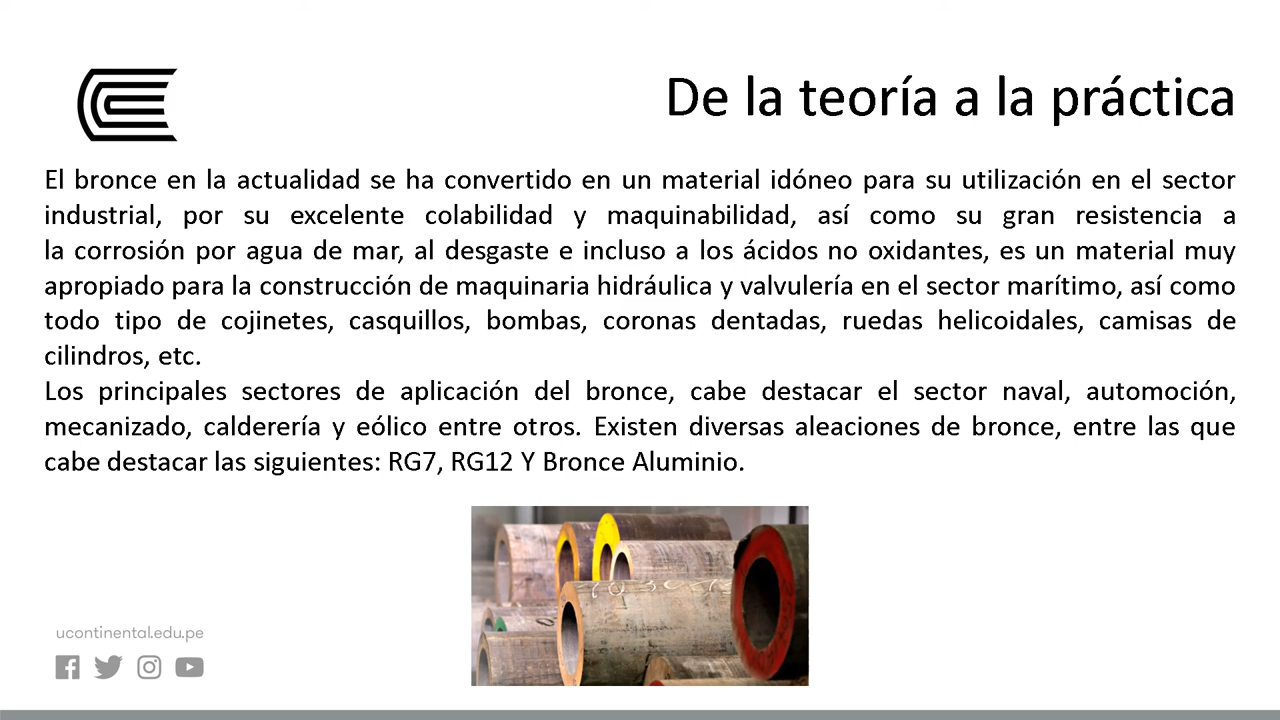 De la teoría a la práctica
El bronce en la actualidad se ha convertido en un material idóneo para su utilización en el sector
industrial, por su excelente colabilidad y maquinabilidad, así como su gran resistencia a
la corrosión por agua de mar, al desgaste e incluso a los ácidos no oxidantes, es un material muy
apropiado para la construcción de maquinaria hidráulica y valvulería en el sector marítimo, así como
todo tipo de cojinetes, casquillos, bombas, coronas dentadas, ruedas helicoidales, camisas de
cilindros, etc.
Los principales sectores de aplicación del bronce, cabe destacar el sector naval, automoción,
mecanizado, calderería y eólico entre otros. Existen diversas aleaciones de bronce, entre las que
cabe destacar las siguientes: RG7, RG12 Y Bronce Aluminio.
ucontinental.edu.pe